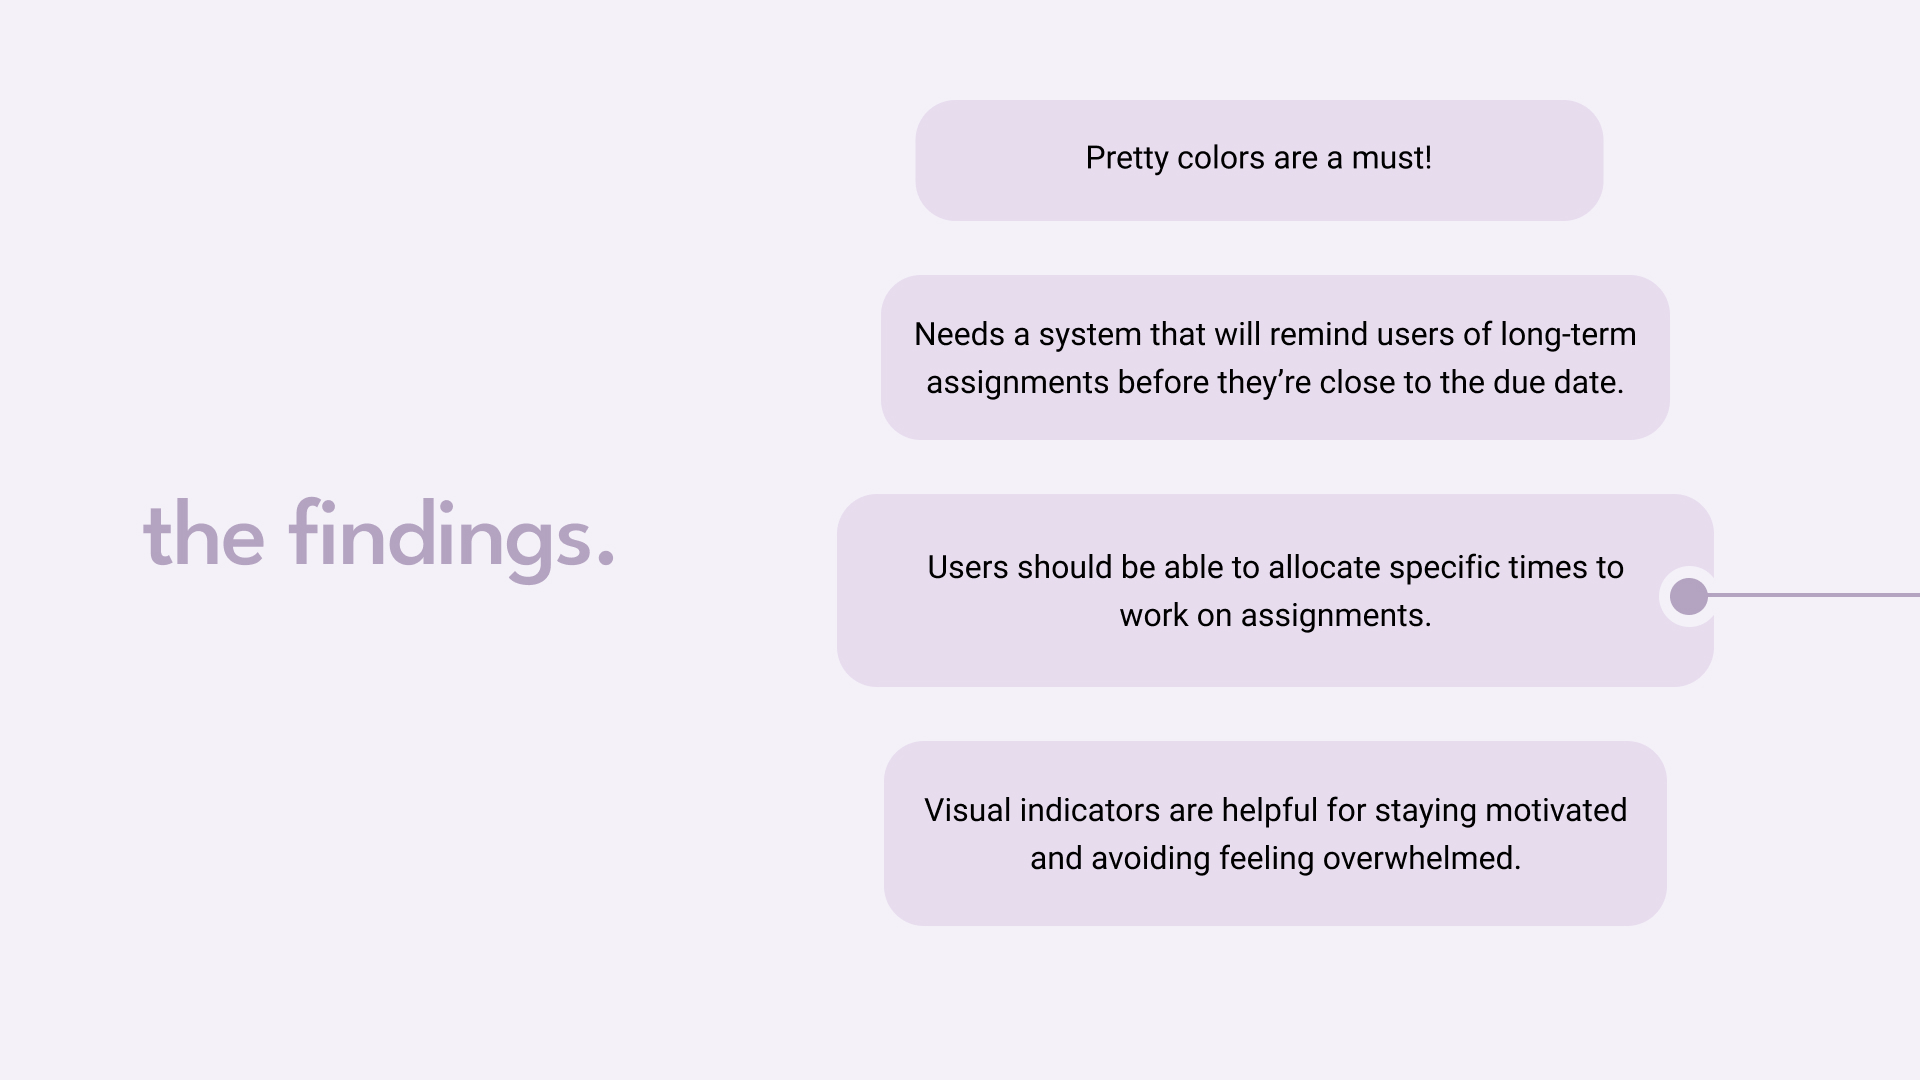 the findings.
Pretty colors are a must!
Needs a system that will remind users of long-term
assignments before they’re close to the due date.
Users should be able to allocate specific times to
work on assignments.
Visual indicators are helpful for staying motivated
and avoiding feeling overwhelmed.